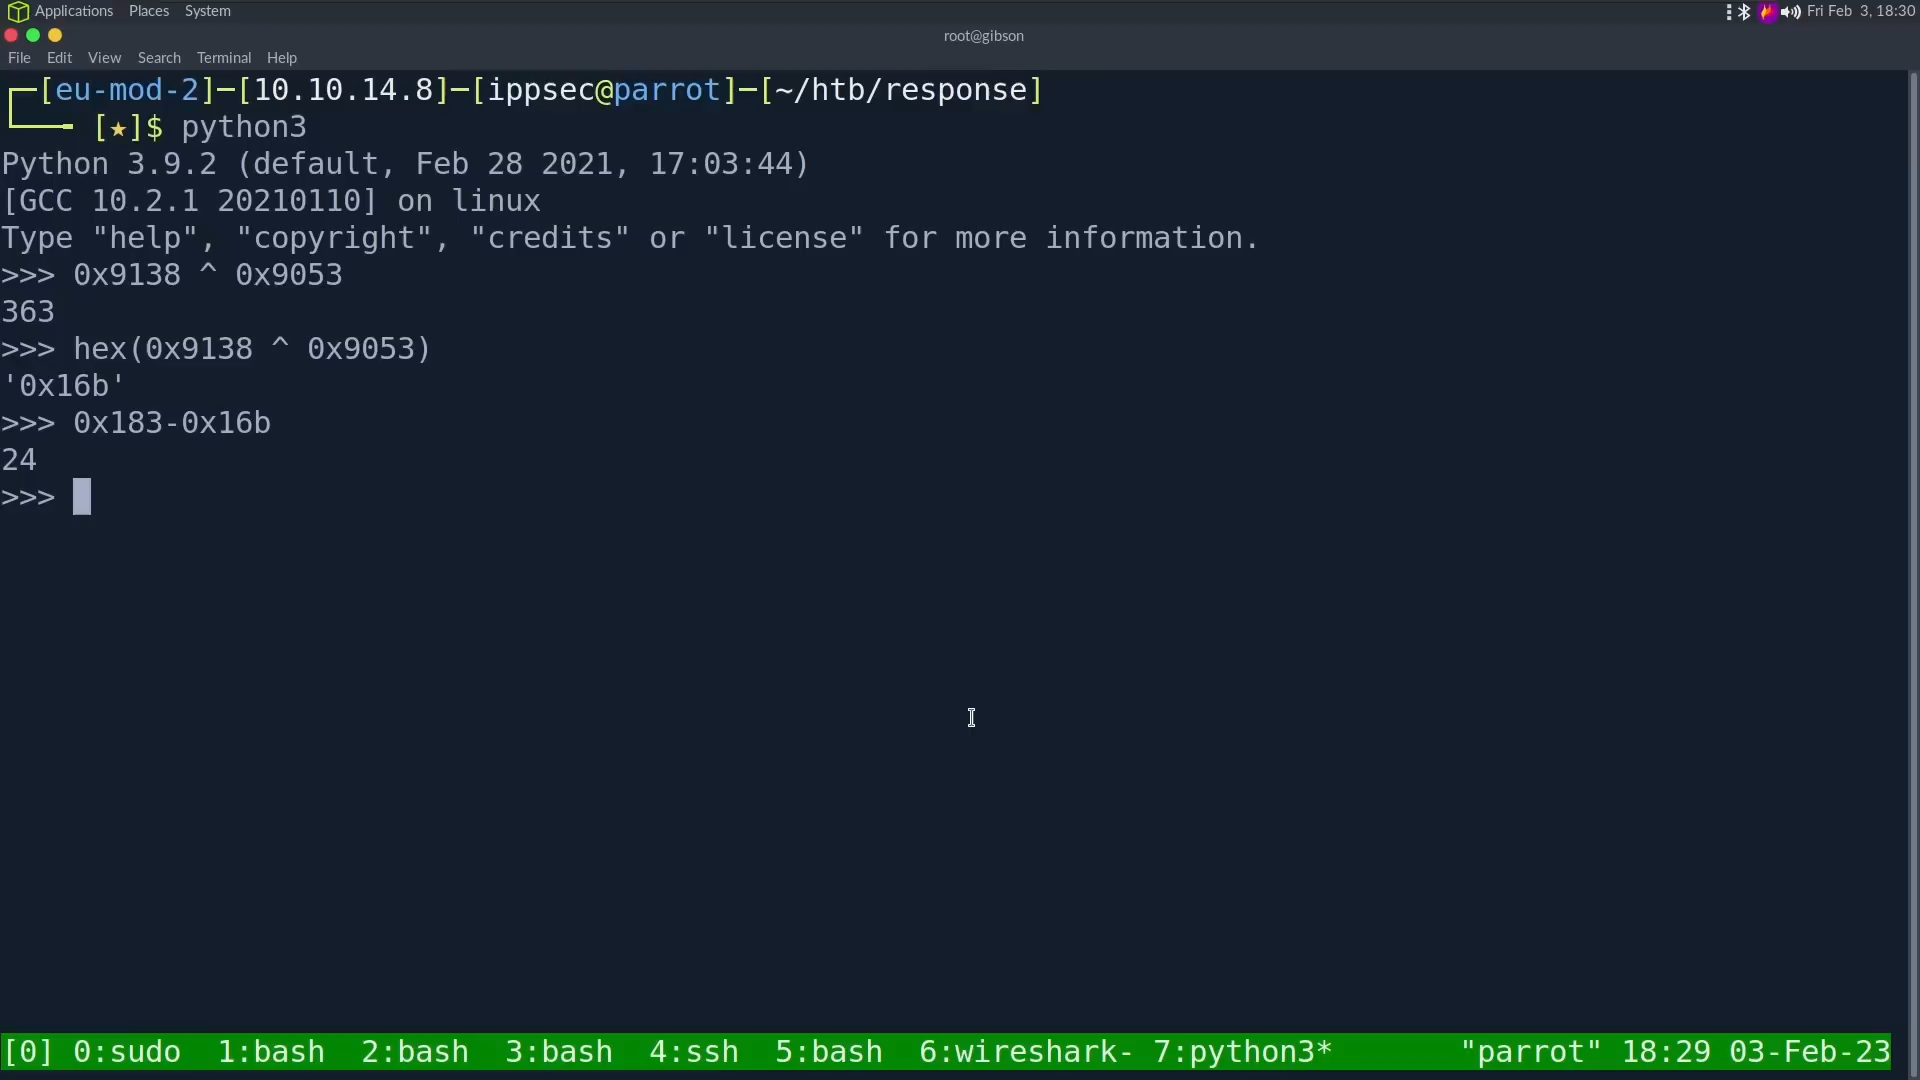 Applications Places System Fri Feb 3, 18:30
root@gibson
File Edit View Search Terminal Help
┌─[eu-mod-2]─[10.10.14.8]─[ippsec@parrot]─[~/htb/response]
└──╼ [★]$ python3
Python 3.9.2 (default, Feb 28 2021, 17:03:44)
[GCC 10.2.1 20210110] on linux
Type "help", "copyright", "credits" or "license" for more information.
>>> 0x9138 ^ 0x9053
363
>>> hex(0x9138 ^ 0x9053)
'0x16b'
>>> 0x183-0x16b
24
>>>
[0] 0:sudo 1:bash 2:bash 3:bash 4:ssh 5:bash 6:wireshark- 7:python3* "parrot" 18:29 03-Feb-23